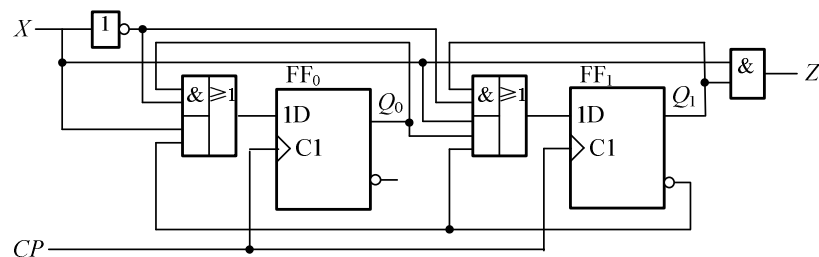 X 1
FF₀ FF₁ &
& ≥1 Q₀ & ≥1 Q₁ Z
1D 1D
C1 C1
CP